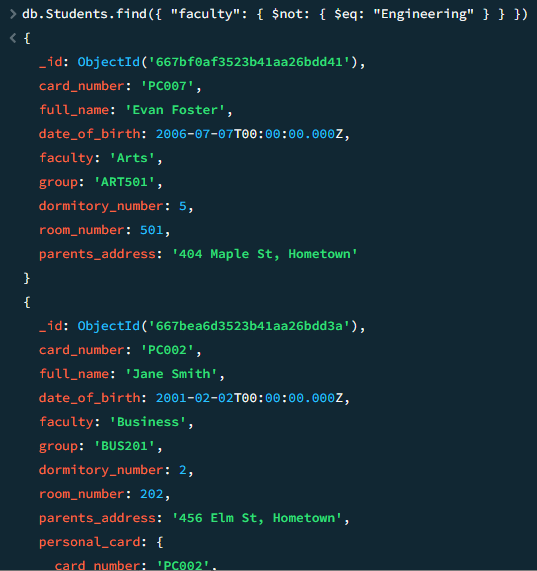 > db.Students.find({ "faculty": { $not: { $eq: "Engineering" } } })
< {
_id: ObjectId('667bf0af3523b41aa26bdd41'),
card_number: 'PC007',
full_name: 'Evan Foster',
date_of_birth: 2006-07-07T00:00:00.000Z,
faculty: 'Arts',
group: 'ART501',
dormitory_number: 5,
room_number: 501,
parents_address: '404 Maple St, Hometown'
}
{
_id: ObjectId('667bea6d3523b41aa26bdd3a'),
card_number: 'PC002',
full_name: 'Jane Smith',
date_of_birth: 2001-02-02T00:00:00.000Z,
faculty: 'Business',
group: 'BUS201',
dormitory_number: 2,
room_number: 202,
parents_address: '456 Elm St, Hometown',
personal_card: {
card_number: 'PC002',